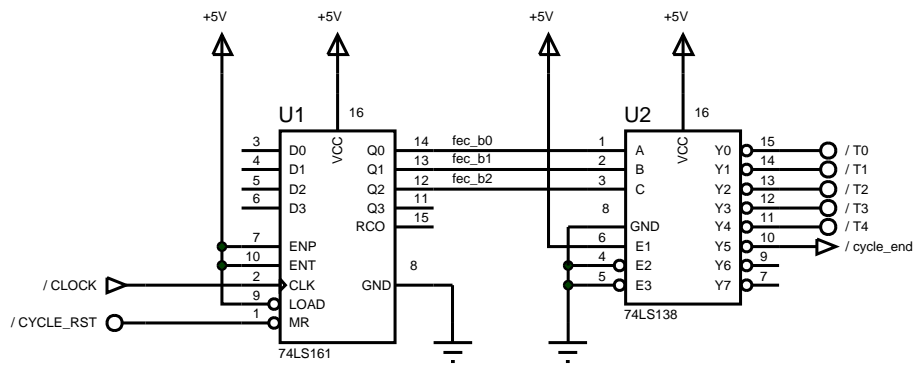 +5V +5V +5V +5V
U1 16 U2 16
VCC VCC
3 D0 Q0 14 fec_b0 1 A Y0 15 / T0
4 D1 Q1 13 fec_b1 2 B Y1 14 / T1
5 D2 Q2 12 fec_b2 3 C Y2 13 / T2
6 D3 Q3 11 8 Y3 12 / T3
RCO 15 GND Y4 11 / T4
7 ENP 6 E1 Y5 10 / cycle_end
10 ENT 8 4 E2 Y6 9
/ CLOCK 2 CLK GND 5 E3 Y7 7
9 LOAD 74LS138
/ CYCLE_RST 1 MR
74LS161